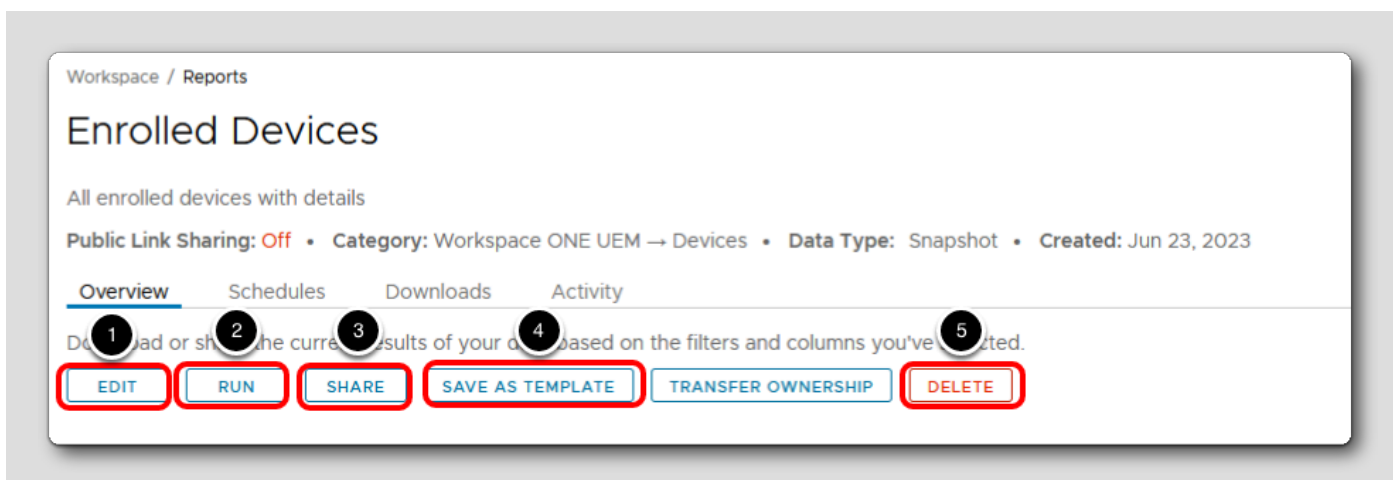 Workspace / Reports
Enrolled Devices
All enrolled devices with details
Public Link Sharing: Off • Category: Workspace ONE UEM → Devices • Data Type: Snapshot • Created: Jun 23, 2023
Overview Schedules Downloads Activity
1 2 3 4 5
or the of your based on the filters and columns you've
EDIT RUN SHARE SAVE AS TEMPLATE TRANSFER OWNERSHIP DELETE